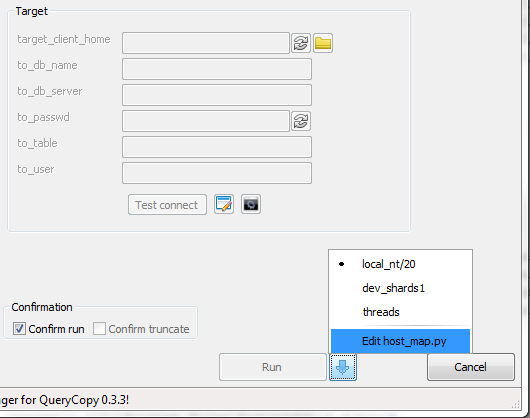 Target
target_client_home
to_db_name
to_db_server
to_passwd
to_table
to_user
Test connect
local_nt/20
dev_shards1
threads
Edit host_map.py
Confirmation
Confirm run
Confirm truncate
Run
Cancel
ager for QueryCopy 0.3.3!